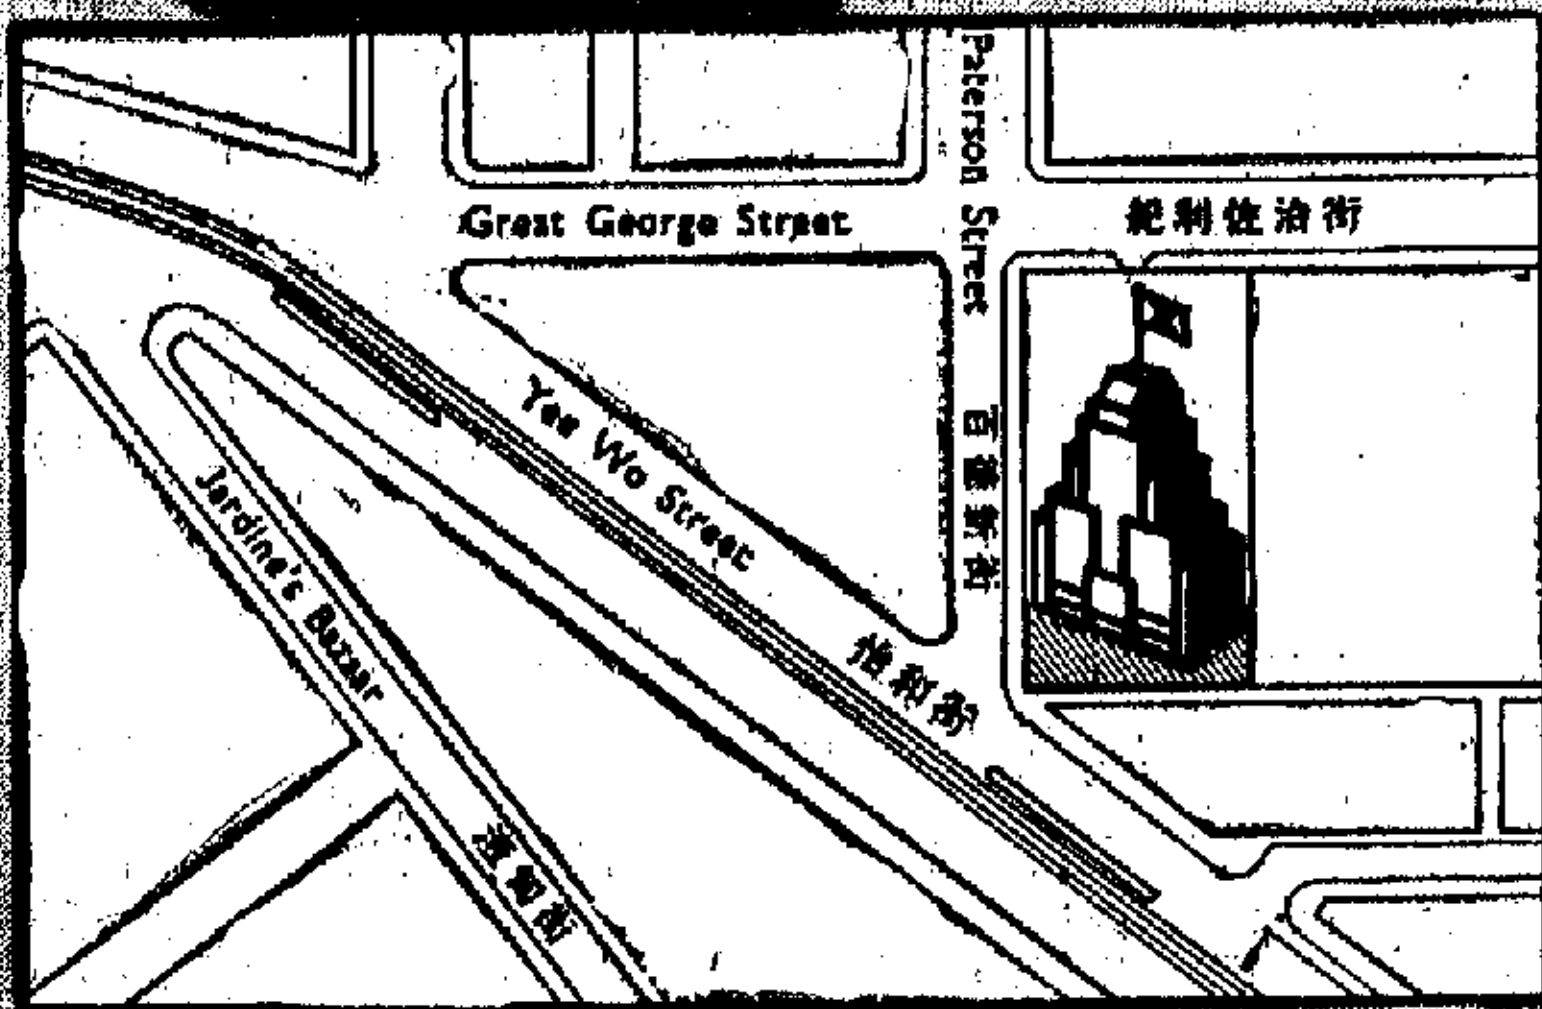 Paterson Street
Great George Street
紀利佐治街
百德新街
Yee Wo Street
怡和街
Jardine's Bazaar
渣甸街